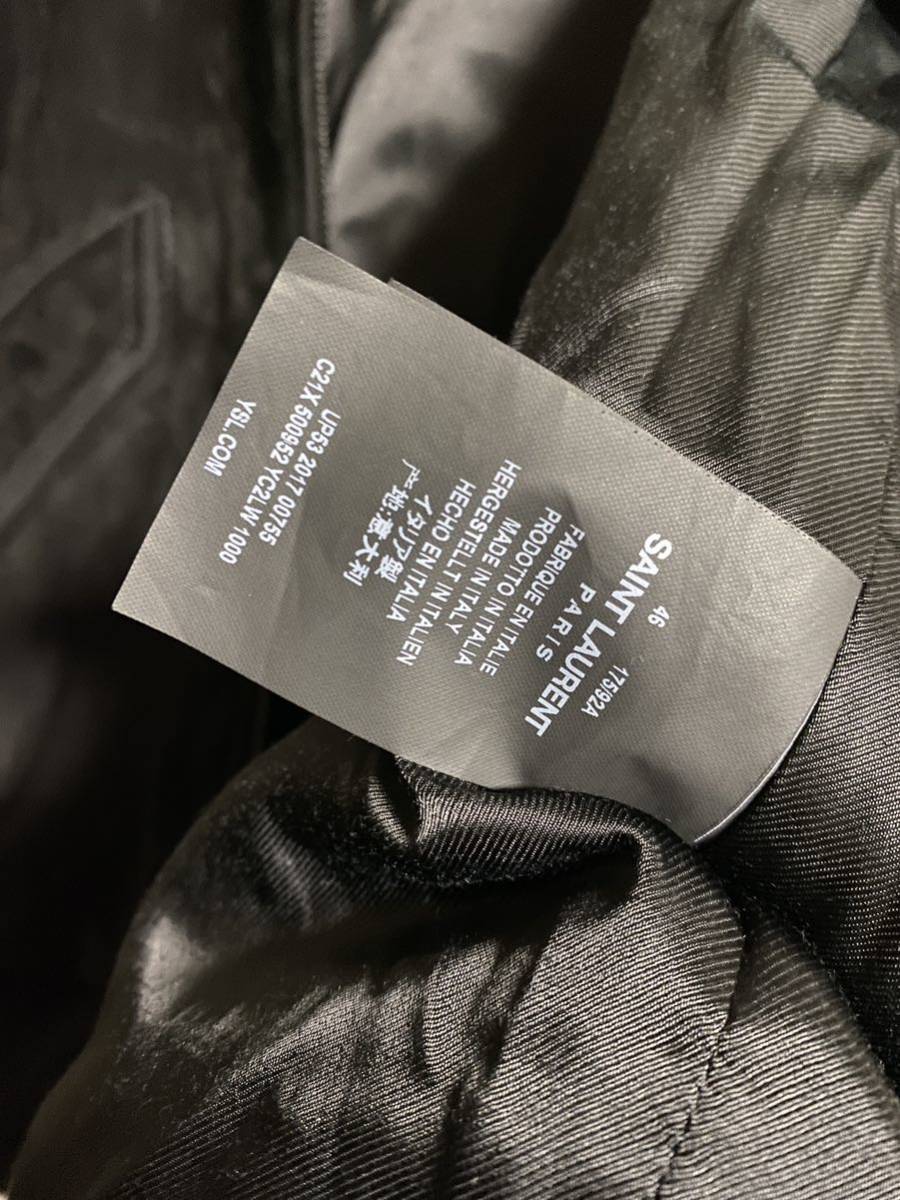 46 175/92A
SAINT LAURENT
PARIS
FABRIQUE EN ITALIE
PRODOTTO IN ITALIA
MADE IN ITALY
HERGESTELLT IN ITALIEN
HECHO EN ITALIA
イタリア製
产地:意大利
UP53 2017 00755
C21X 500952 YC2LW 1000
YSL.COM